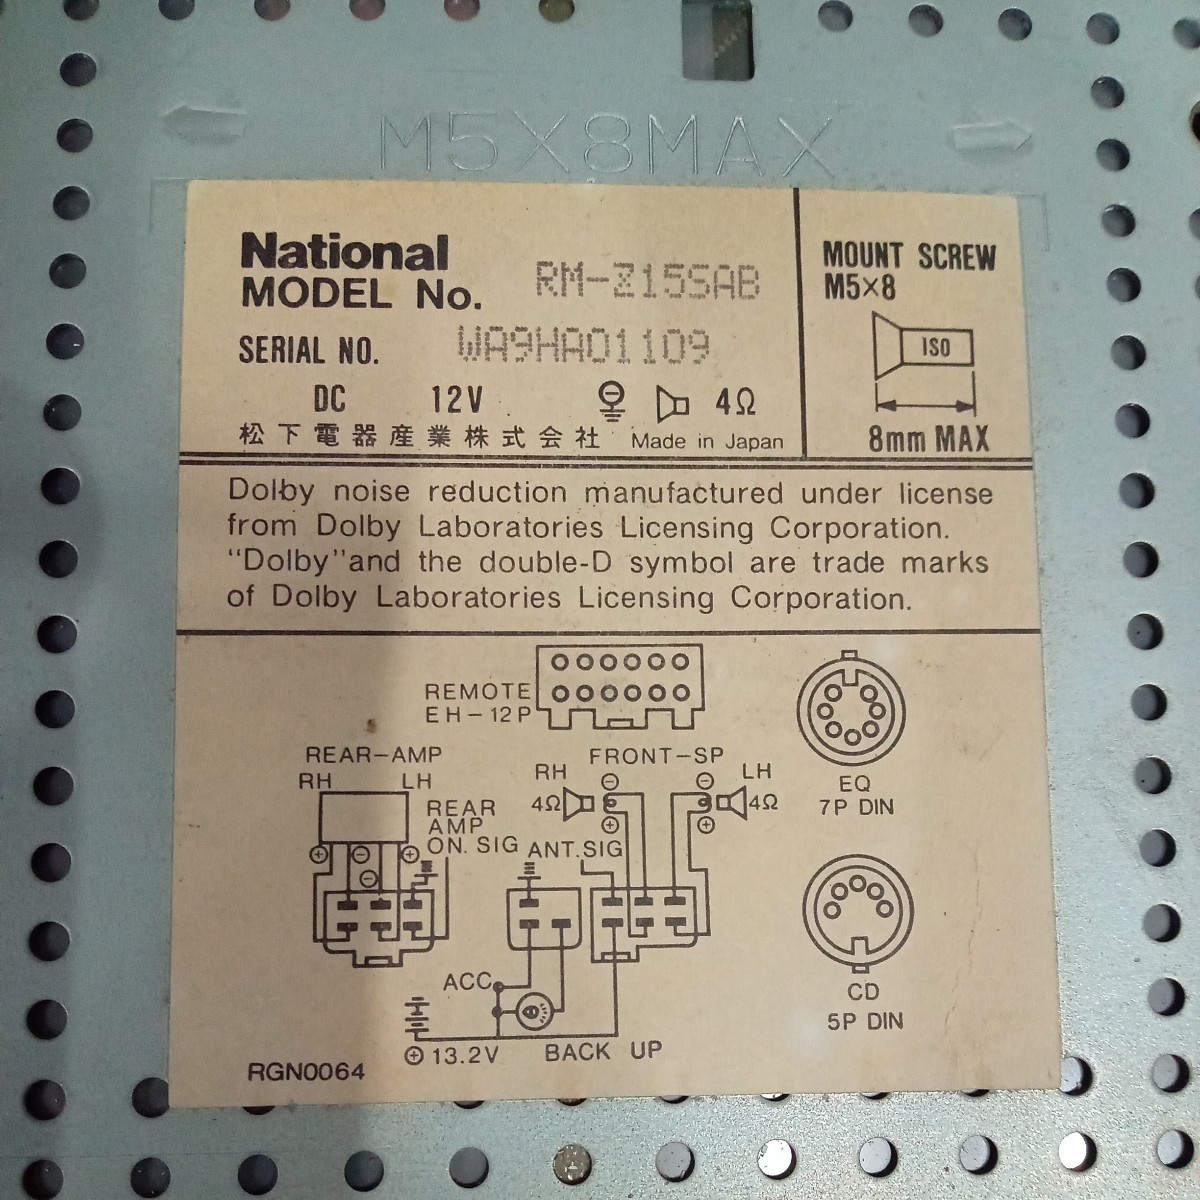 M5X8MAX
National
MODEL No. RM-Z155AB
SERIAL NO. WA9HA01109
DC 12V ⊖ 4Ω
松下電器産業株式会社 Made in Japan
MOUNT SCREW
M5×8
ISO
8mm MAX
Dolby noise reduction manufactured under license
from Dolby Laboratories Licensing Corporation.
"Dolby"and the double-D symbol are trade marks
of Dolby Laboratories Licensing Corporation.
REMOTE
EH-12P
REAR-AMP
RH LH
REAR
AMP
ON. SIG
FRONT-SP
RH ⊖ ⊖ LH
4Ω 4Ω
⊕ ⊕
ANT.SIG
⊕ ⊖ ⊕
⊖
EQ
7P DIN
ACC
⊕ 13.2V BACK UP
CD
5P DIN
RGN0064